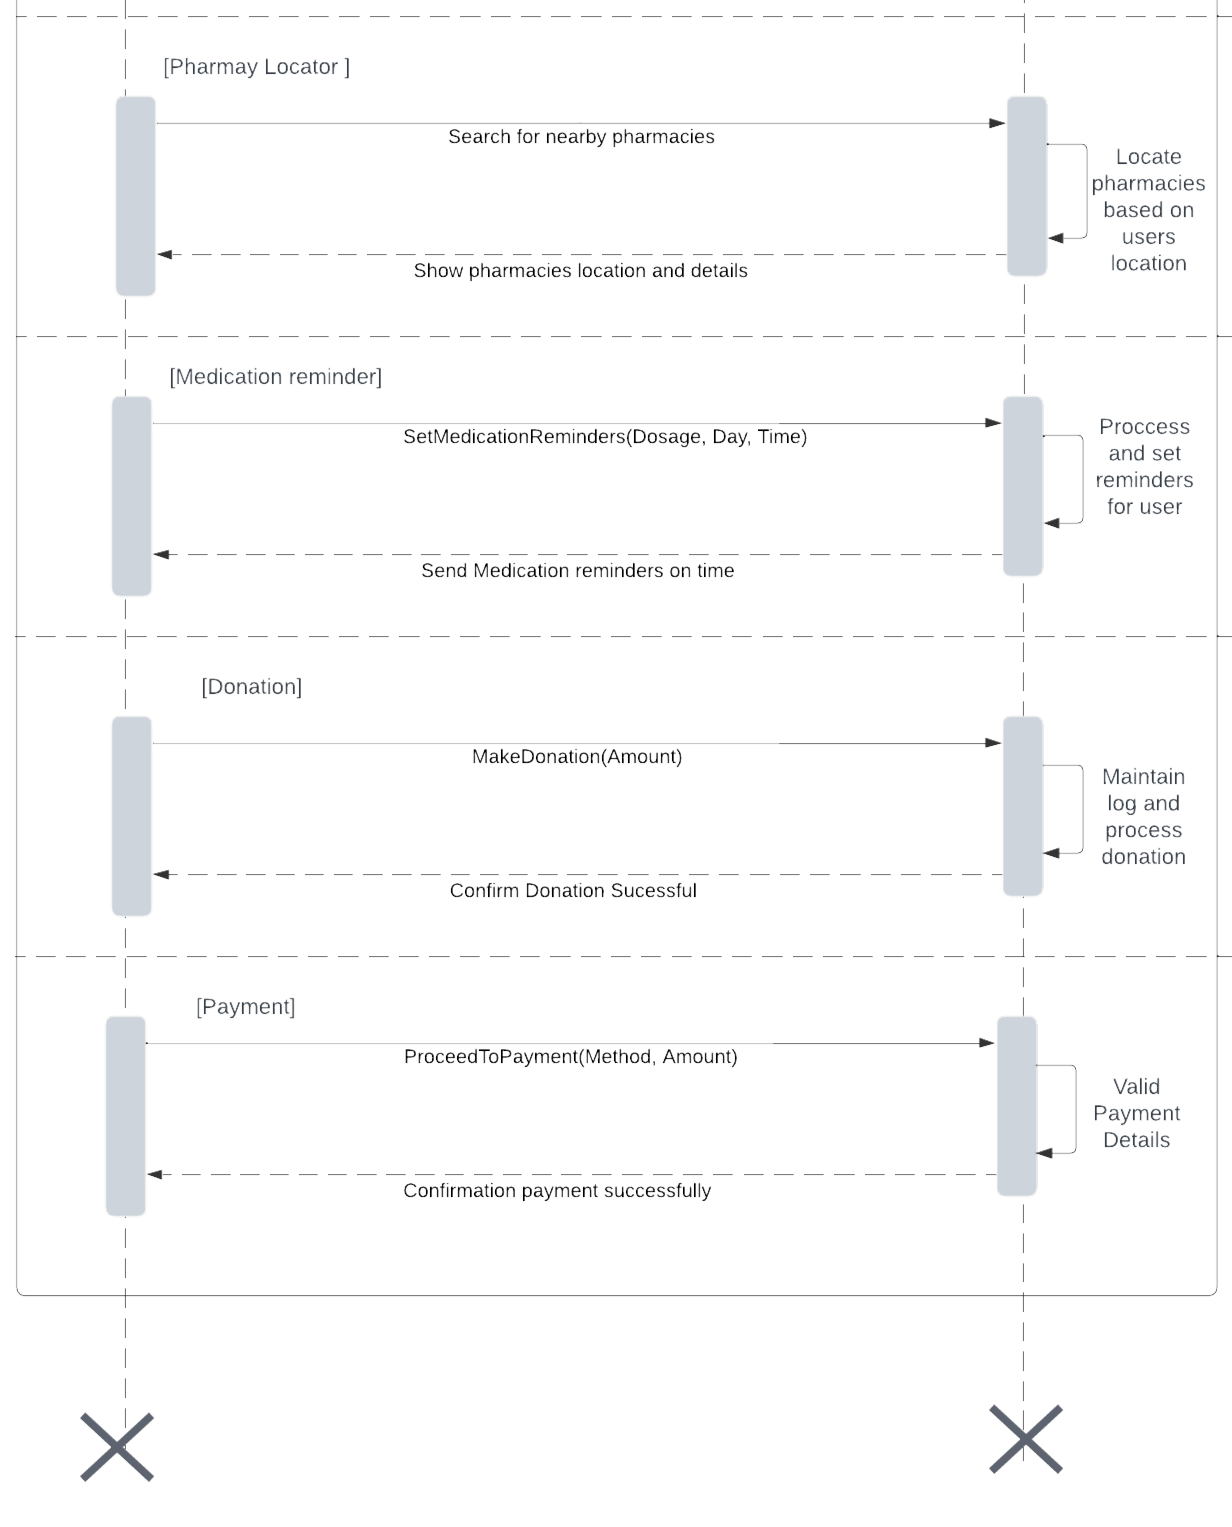 [Pharmay Locator ]
Search for nearby pharmacies
Locate
pharmacies
based on
users
location
Show pharmacies location and details
[Medication reminder]
SetMedicationReminders(Dosage, Day, Time)
Proccess
and set
reminders
for user
Send Medication reminders on time
[Donation]
MakeDonation(Amount)
Maintain
log and
process
donation
Confirm Donation Sucessful
[Payment]
ProceedToPayment(Method, Amount)
Valid
Payment
Details
Confirmation payment successfully